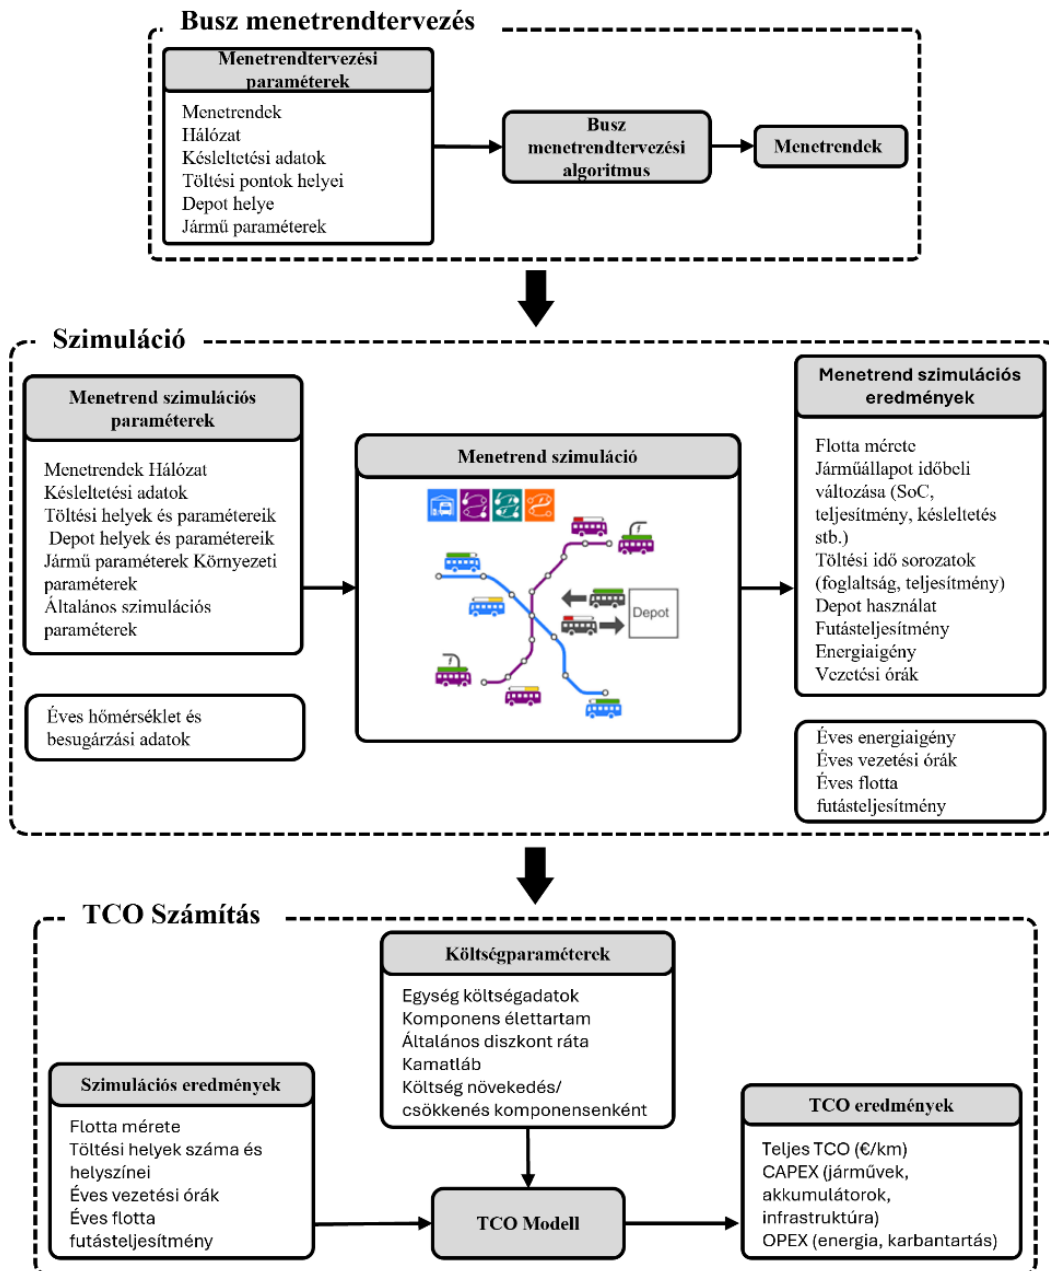 Busz menetrendtervezés
Menetrendtervezési
paraméterek
Menetrendek
Hálózat
Késleltetési adatok
Töltési pontok helyei
Depot helye
Jármű paraméterek
Busz
menetrendtervezési
algoritmus
Menetrendek
Szimuláció
Menetrend szimulációs
paraméterek
Menetrendek Hálózat
Késleltetési adatok
Töltési helyek és paramétereik
Depot helyek és paramétereik
Jármű paraméterek Környezeti
paraméterek
Általános szimulációs
paraméterek
Éves hőmérséklet és
besugárzási adatok
Menetrend szimuláció
Depot
Menetrend szimulációs
eredmények
Flotta mérete
Járműállapot időbeli
változása (SoC,
teljesítmény, késleltetés
stb.)
Töltési idő sorozatok
(foglaltság, teljesítmény)
Depot használat
Futásteljesítmény
Energiaigény
Vezetési órák
Éves energiaigény
Éves vezetési órák
Éves flotta
futásteljesítmény
TCO Számítás
Költségparaméterek
Egység költségadatok
Komponens élettartam
Általános diszkont ráta
Kamatláb
Költség növekedés/
csökkenés komponensenként
Szimulációs eredmények
Flotta mérete
Töltési helyek száma és
helyszínei
Éves vezetési órák
Éves flotta
futásteljesítmény
TCO Modell
TCO eredmények
Teljes TCO (€/km)
CAPEX (járművek,
akkumulátorok,
infrastruktúra)
OPEX (energia, karbantartás)